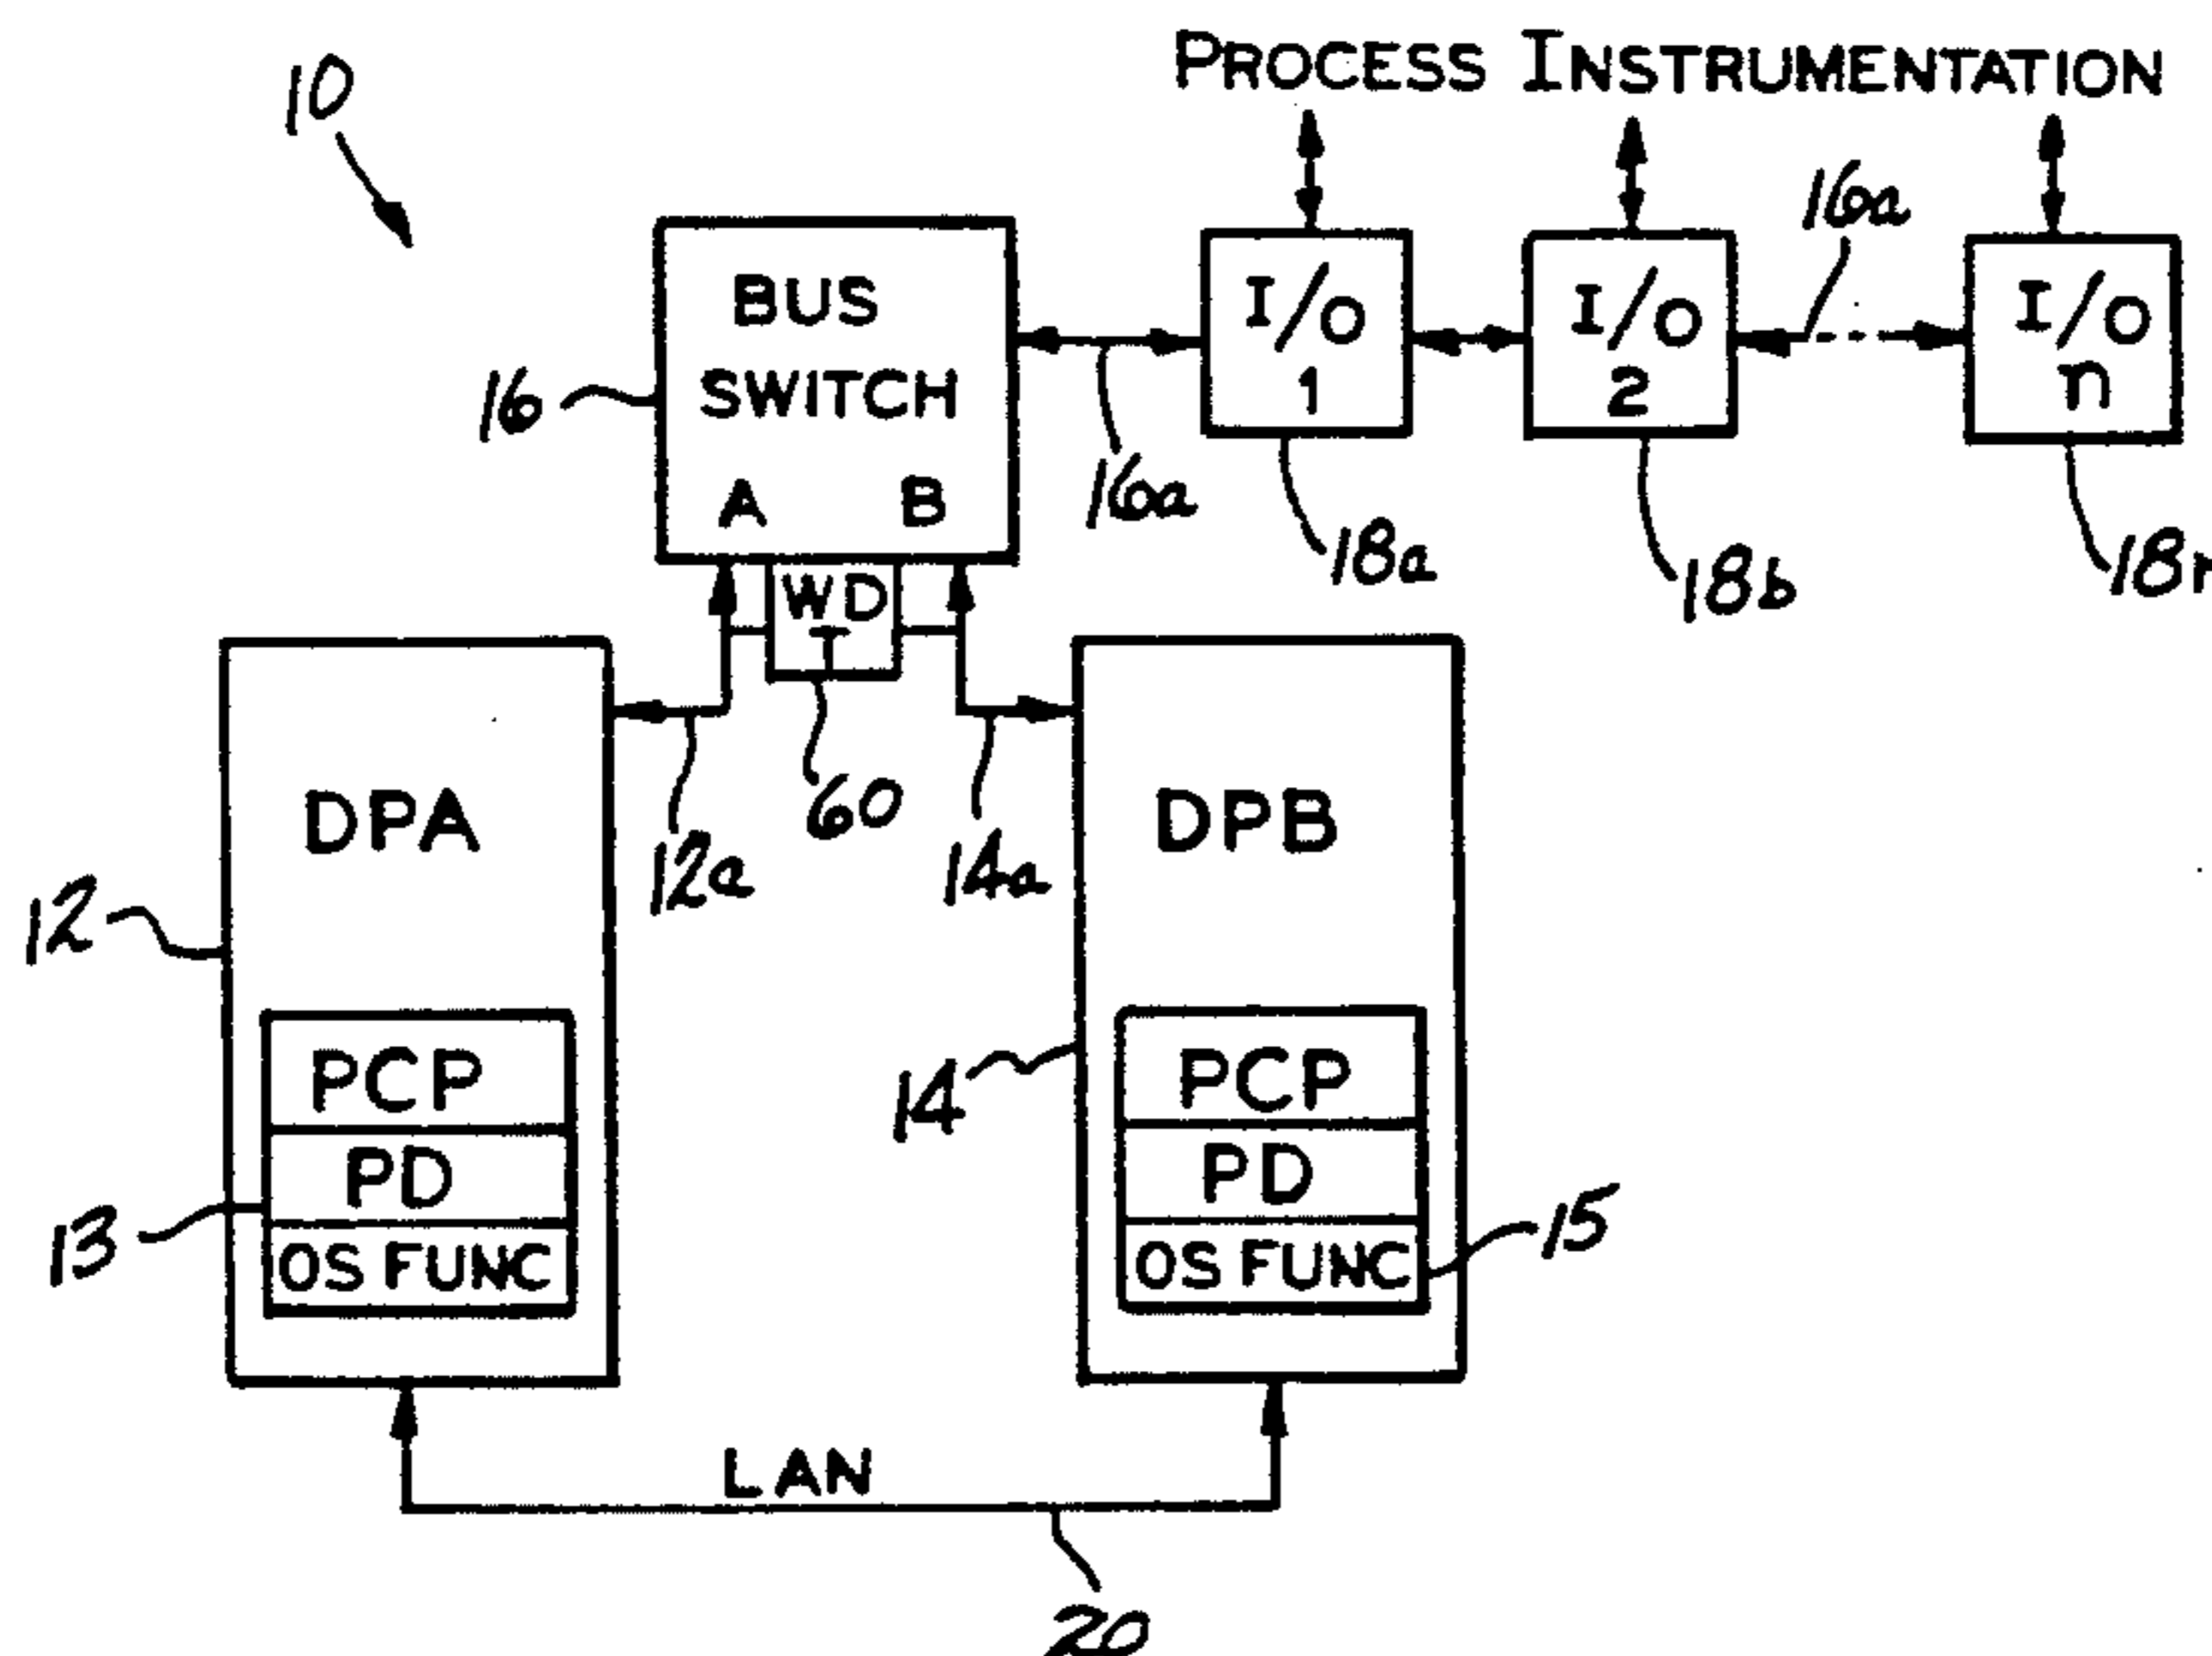 PROCESS INSTRUMENTATION
10
BUS
SWITCH
A B
16
16a
I/O
1
I/O
2
16a
I/O
n
18a
18b
WD
T
60
12a
14a
DPA
12
PCP
PD
OS FUNC
13
DPB
14
PCP
PD
OS FUNC
15
LAN
20